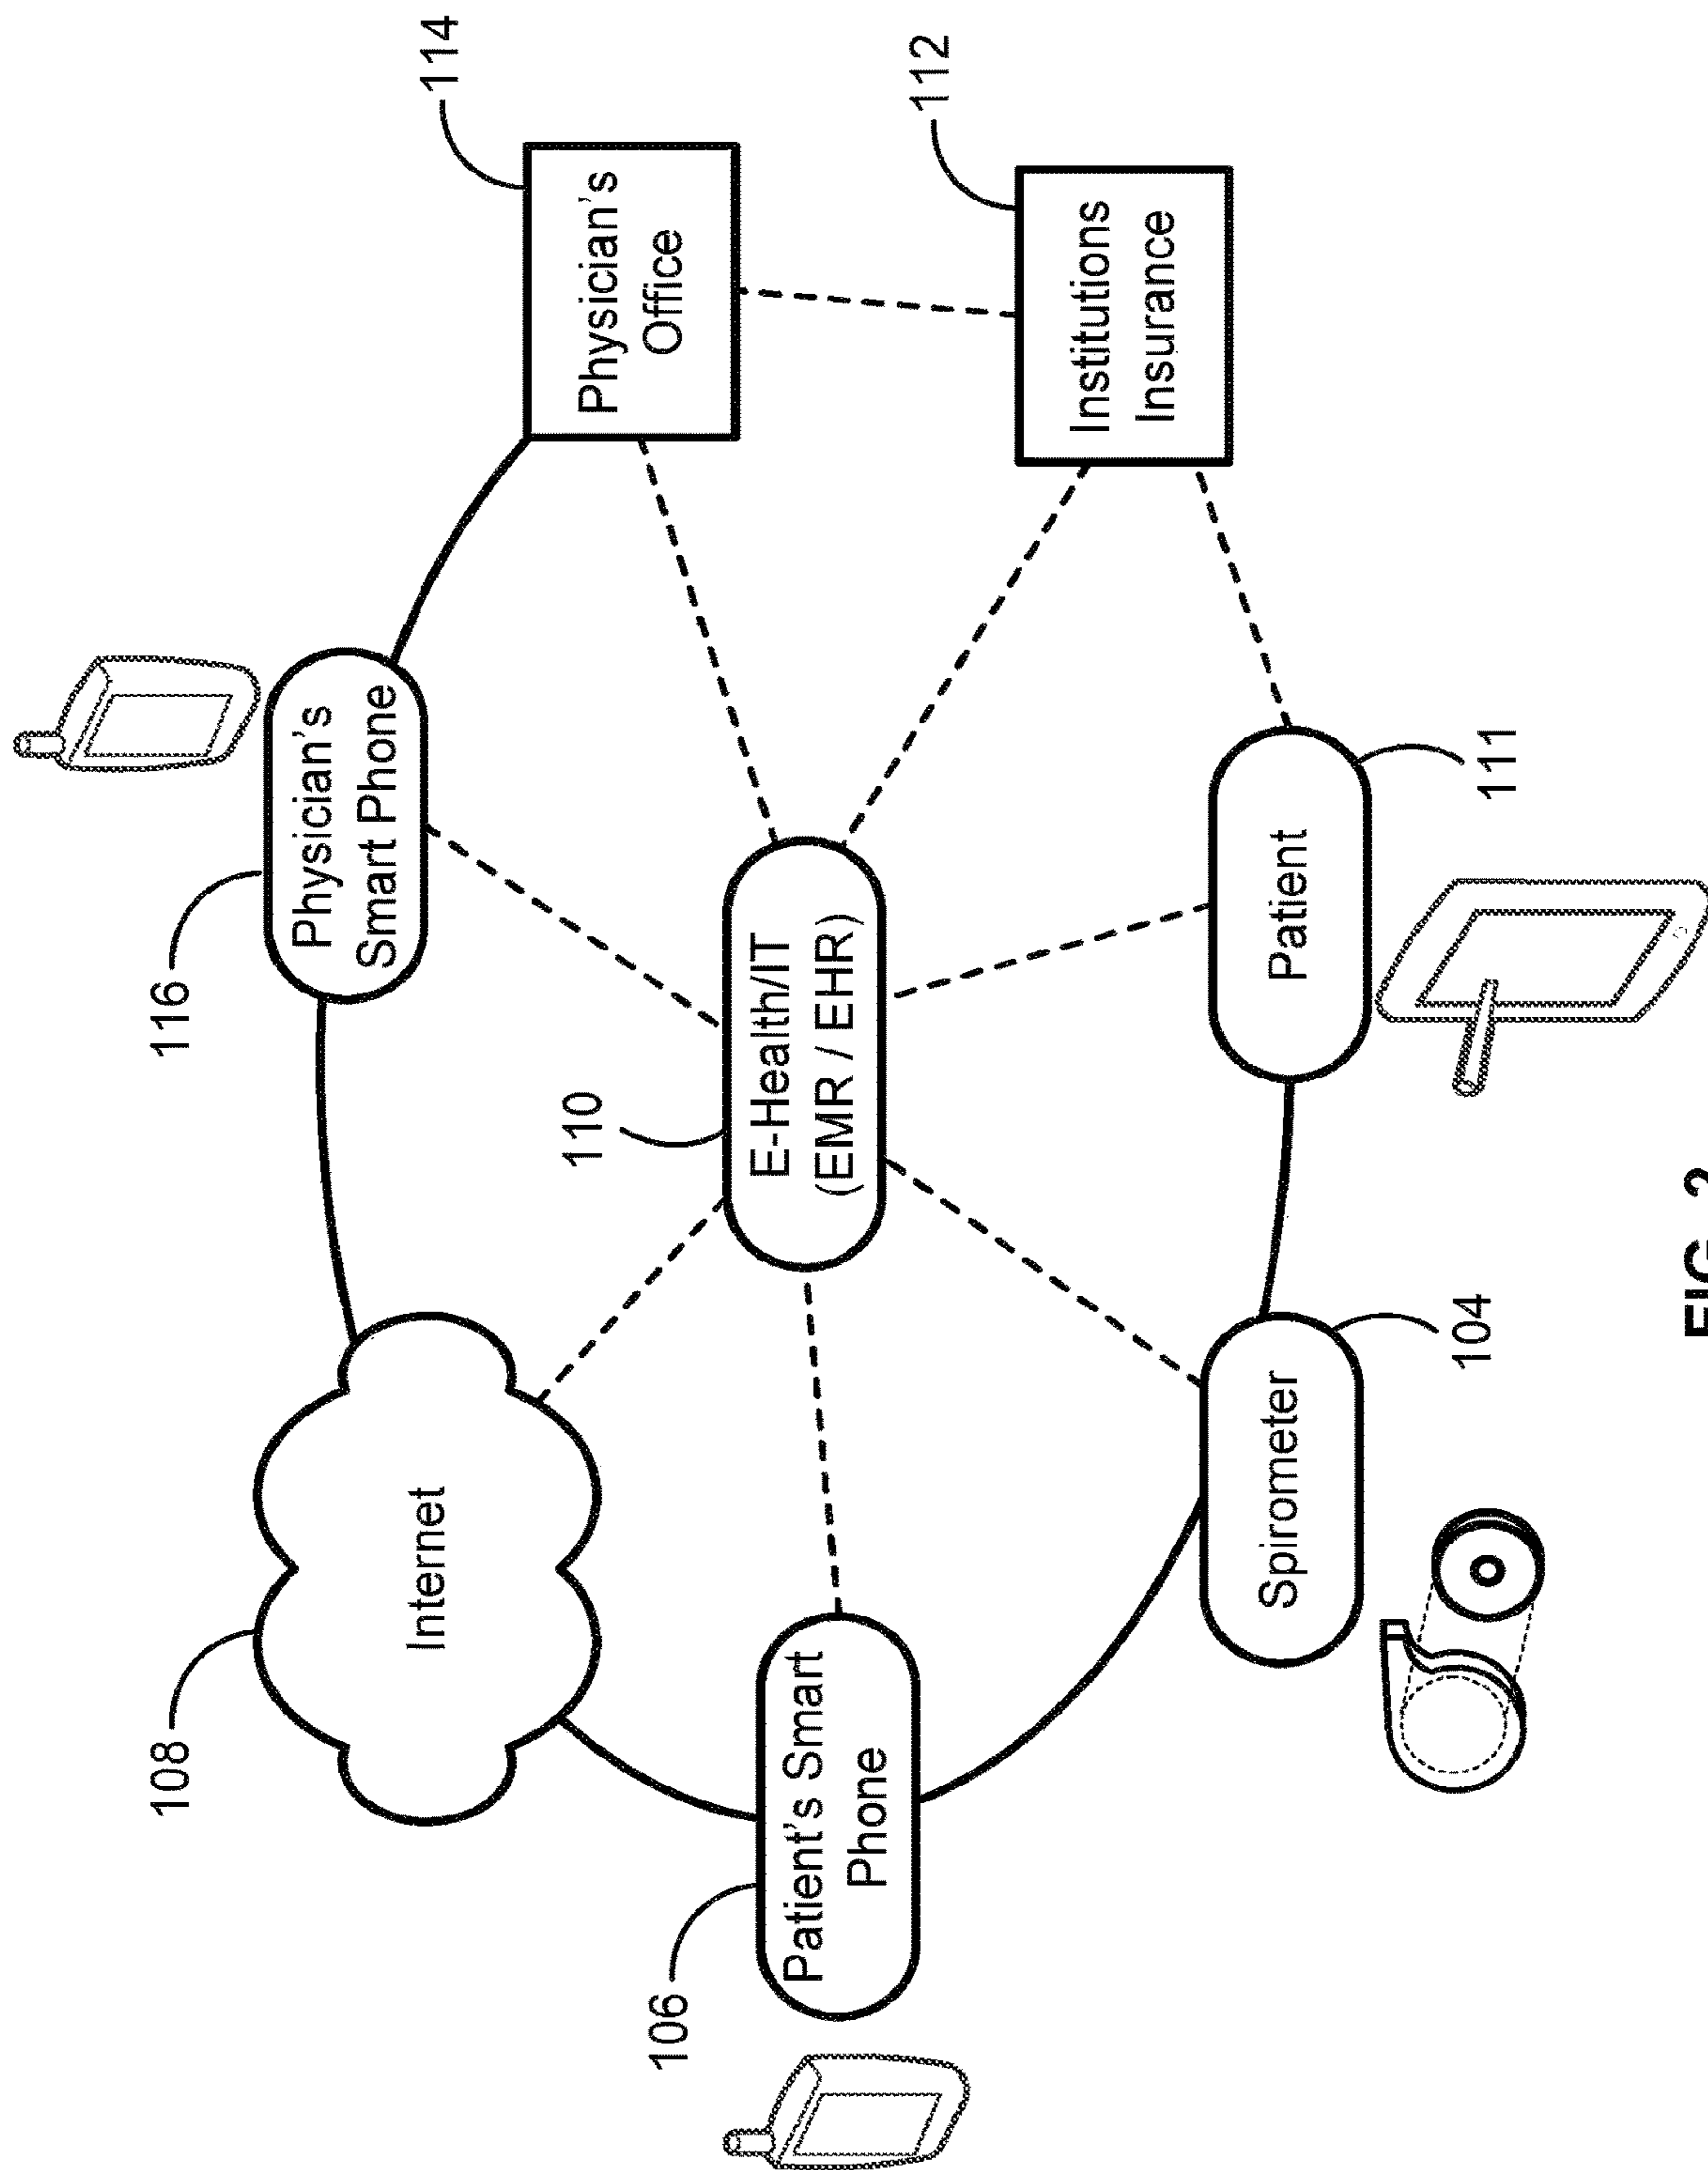 116
Physician's
Smart Phone
114
Physician's
Office
108
Internet
110
E-Health/IT
(EMR / EHR)
112
Institutions
Insurance
106
Patient's Smart
Phone
Spirometer
104
Patient
111
FIG. 2